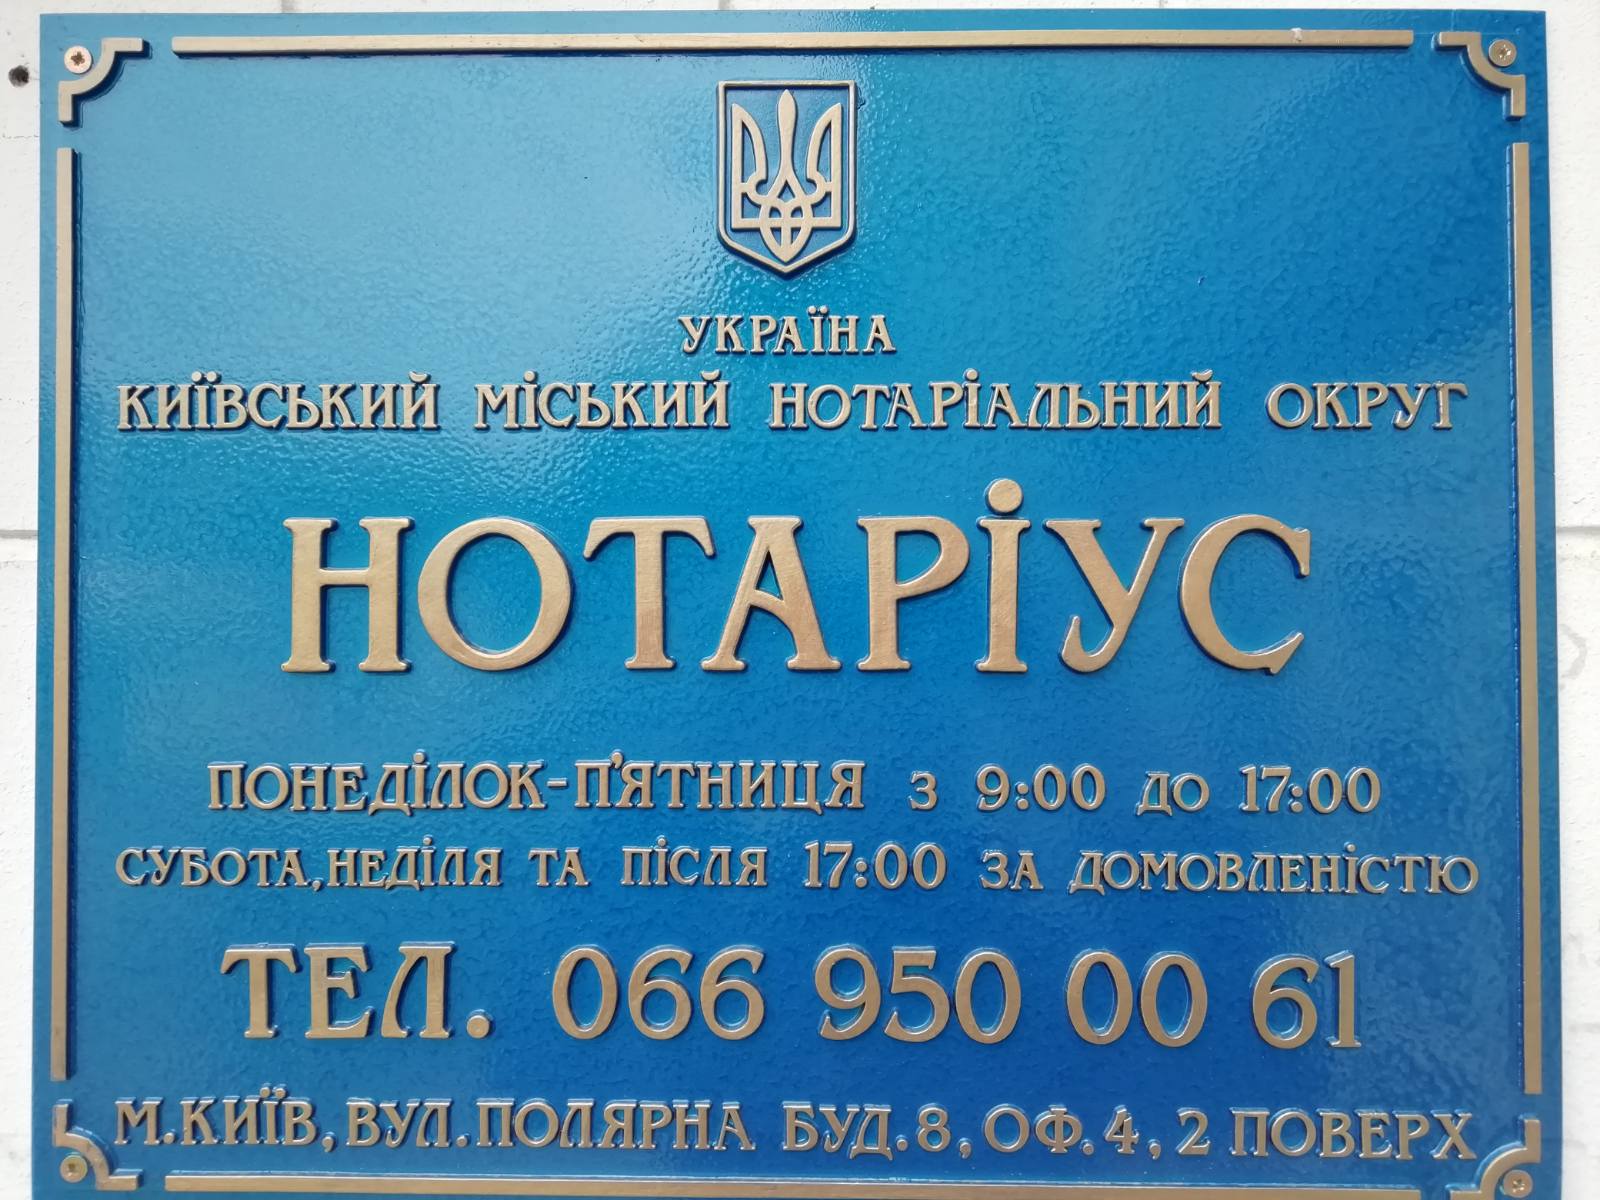 УКРАЇНА
КИЇВСЬКИЙ МІСЬКИЙ НОТАРІАЛЬНИЙ ОКРУГ
НОТАРІУС
ПОНЕДІЛОК-П'ЯТНИЦЯ З 9:00 ДО 17:00
СУБОТА, НЕДІЛЯ ТА ПІСЛЯ 17:00 ЗА ДОМОВЛЕНІСТЮ
ТЕЛ. 066 950 00 61
М.КИЇВ, ВУЛ.ПОЛЯРНА БУД.8, ОФ.4, 2 ПОВЕРХ